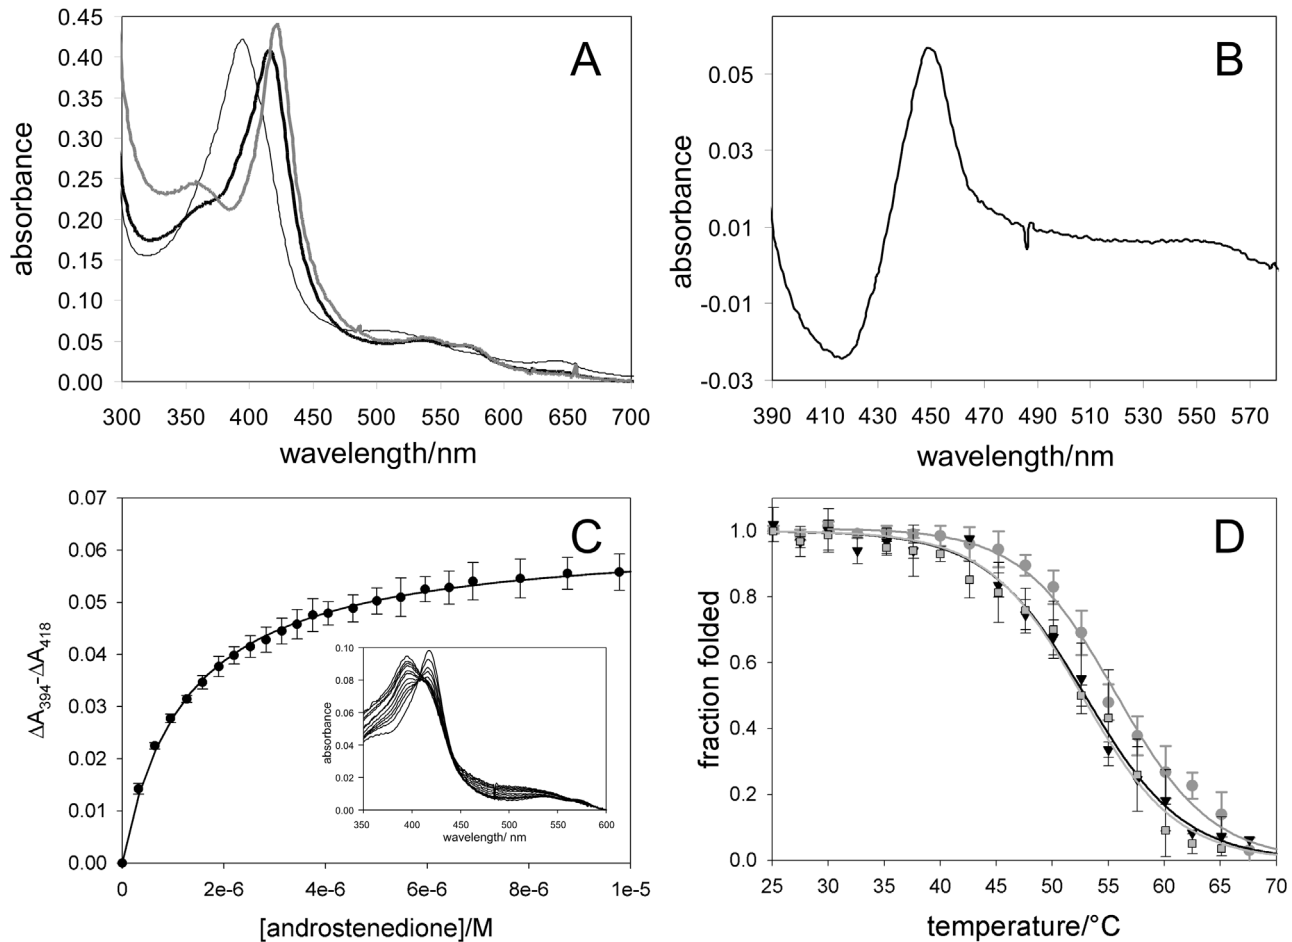 A
0.45
0.40
0.35
0.30
0.25
0.20
0.15
0.10
0.05
0.00
absorbance
300 350 400 450 500 550 600 650 700
wavelength/nm
B
0.05
0.03
0.01
-0.01
-0.03
absorbance
390 410 430 450 470 490 510 530 550 570
wavelength/nm
C
0.07
0.06
0.05
0.04
0.03
0.02
0.01
0.00
ΔA394-ΔA418
0 2e-6 4e-6 6e-6 8e-6 1e-5
[androstenedione]/M
0.10
0.08
0.06
0.04
0.02
0.00
absorbance
350 400 450 500 550 600
wavelength/ nm
D
1.0
0.8
0.6
0.4
0.2
0.0
fraction folded
25 30 35 40 45 50 55 60 65 70
temperature/°C